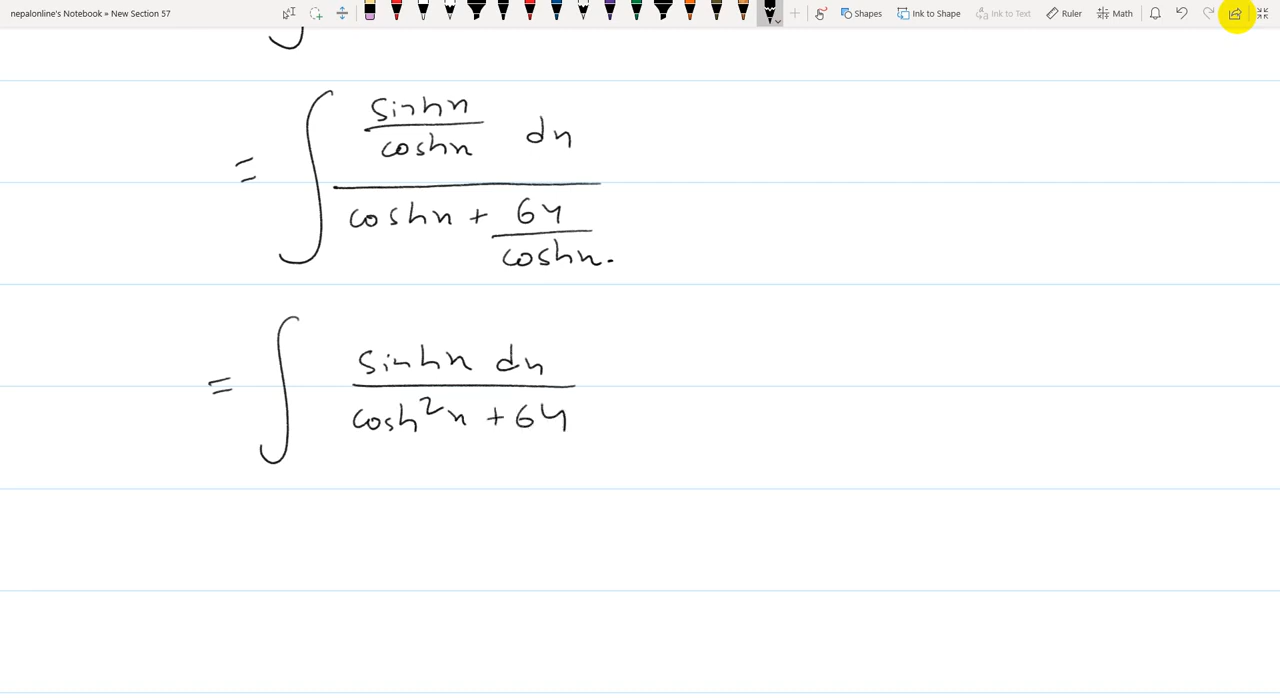 nepalonline's Notebook » New Section 57
Shapes Ink to Shape Ink to Text Ruler Math
= ∫ (sinhx/coshx) dx / (coshx + 64/coshx).
= ∫ sinhx dx / (cosh²x + 64)